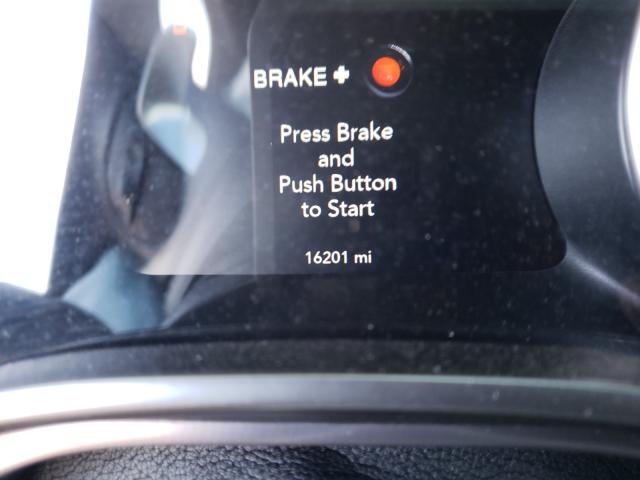 BRAKE +
Press Brake
and
Push Button
to Start
16201 mi